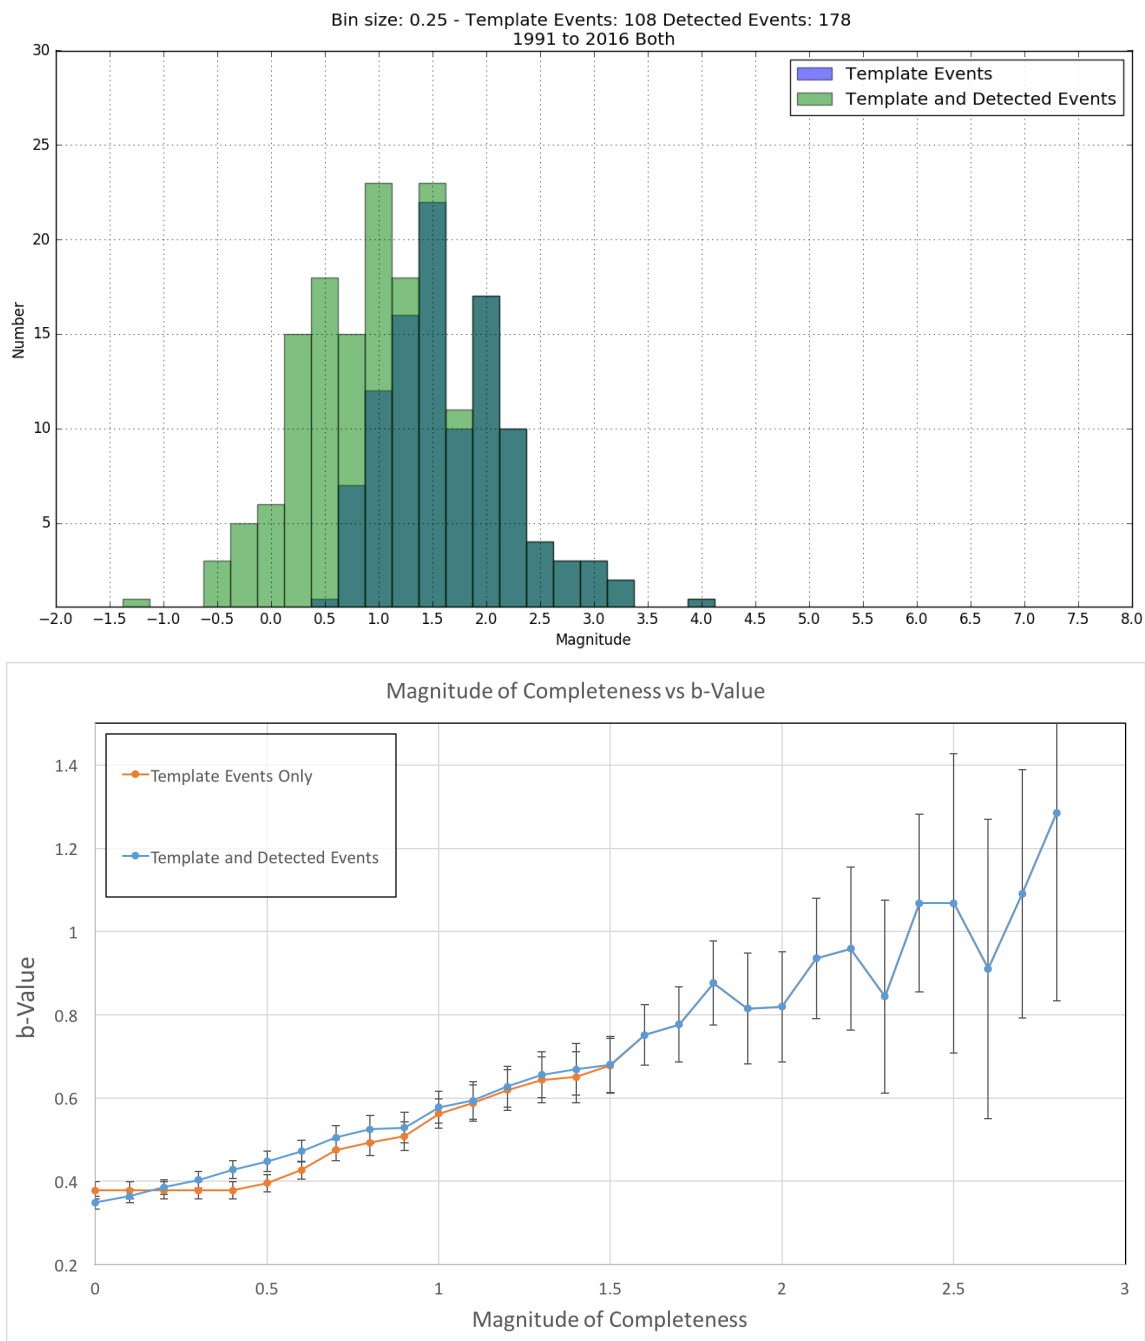 Bin size: 0.25 - Template Events: 108 Detected Events: 178
1991 to 2016 Both
Template Events
Template and Detected Events
30
25
20
15
10
5
Number
−2.0 −1.5 −1.0 −0.5 0.0 0.5 1.0 1.5 2.0 2.5 3.0 3.5 4.0 4.5 5.0 5.5 6.0 6.5 7.0 7.5 8.0
Magnitude
Magnitude of Completeness vs b-Value
Template Events Only
Template and Detected Events
1.4
1.2
1
0.8
0.6
0.4
0.2
b-Value
0 0.5 1 1.5 2 2.5 3
Magnitude of Completeness